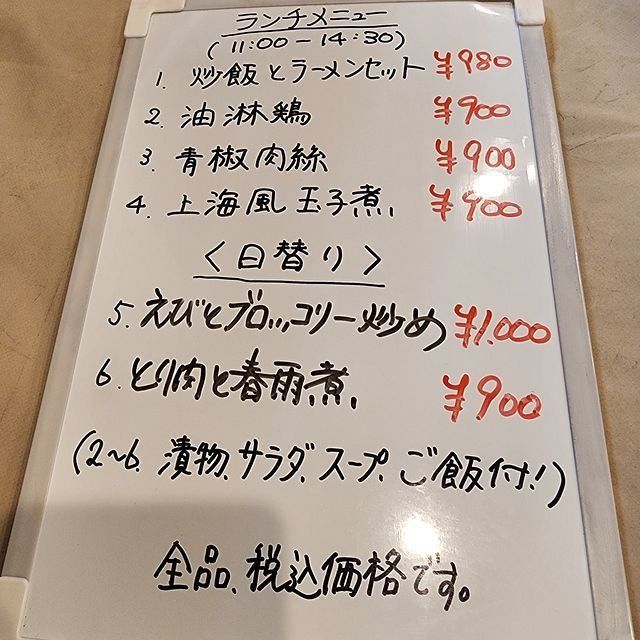 ランチメニュー
(11:00-14:30)
1. 炒飯とラーメンセット ¥980
2. 油淋鶏 ¥900
3. 青椒肉絲 ¥900
4. 上海風玉子煮 ¥900
<日替り>
5. えびとブロッコリー炒め ¥1.000
6. とり肉と春雨煮 ¥900
(2~6. 漬物、サラダ、スープ、ご飯付!)
全品、税込価格です。